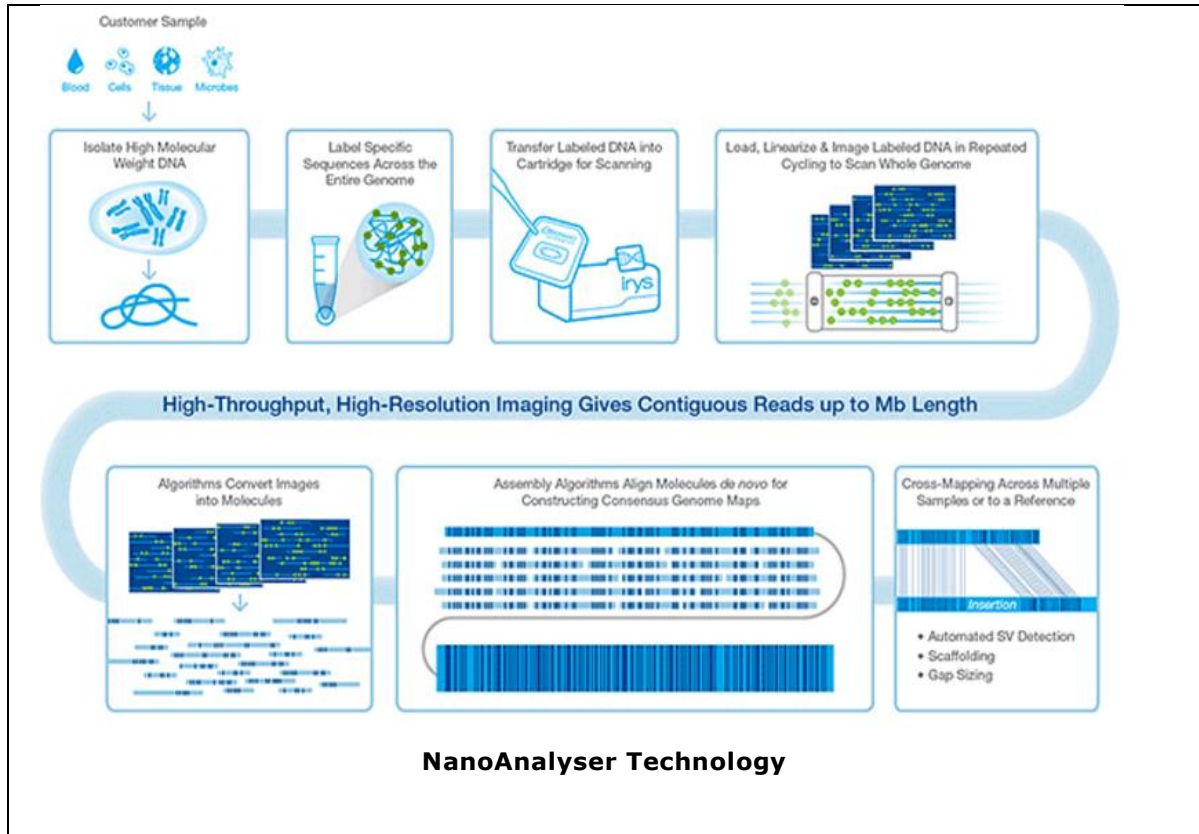 Customer Sample
Blood Cells Tissue Microbes
Isolate High Molecular
Weight DNA
Label Specific
Sequences Across the
Entire Genome
Transfer Labeled DNA into
Cartridge for Scanning
irys
Load, Linearize & Image Labeled DNA in Repeated
Cycling to Scan Whole Genome
High-Throughput, High-Resolution Imaging Gives Contiguous Reads up to Mb Length
Algorithms Convert Images
into Molecules
Assembly Algorithms Align Molecules de novo for
Constructing Consensus Genome Maps
Cross-Mapping Across Multiple
Samples or to a Reference
Insertion
• Automated SV Detection
• Scaffolding
• Gap Sizing
NanoAnalyser Technology